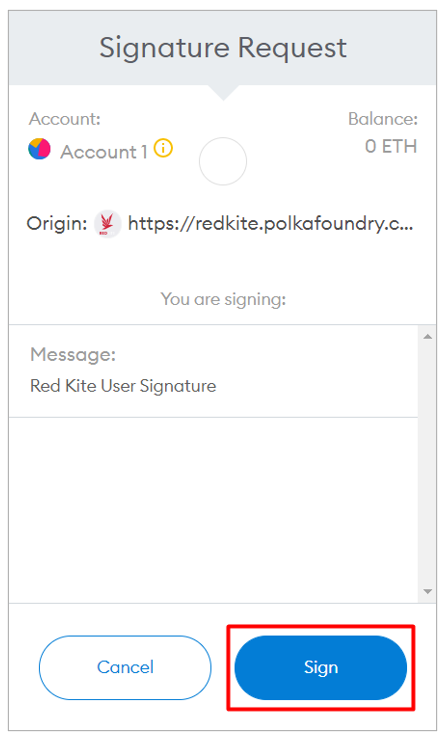 Signature Request
Account:
Balance:
Account 1
0 ETH
Origin: https://redkite.polkafoundry.c...
You are signing:
Message:
Red Kite User Signature
Cancel
Sign